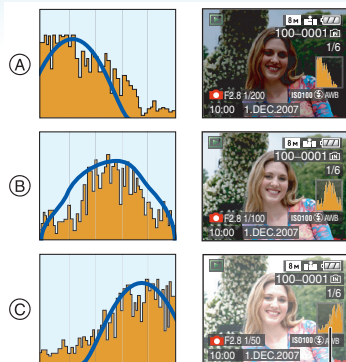 A
8M
100-0001
1/6
F2.8 1/200 ISO100 AWB
10:00 1.DEC.2007
B
8M
100-0001
1/6
F2.8 1/100 ISO100 AWB
10:00 1.DEC.2007
C
8M
100-0001
1/6
F2.8 1/50 ISO100 AWB
10:00 1.DEC.2007